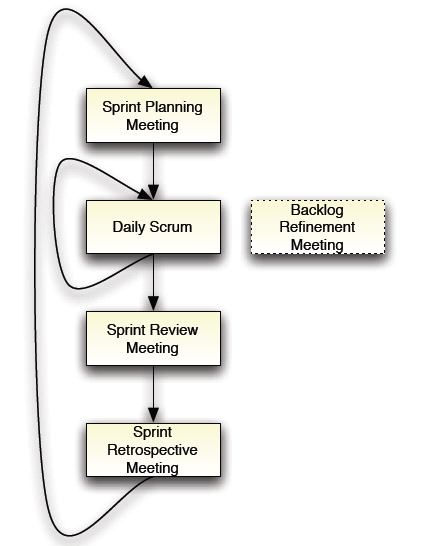 Sprint Planning
Meeting
Daily Scrum
Backlog
Refinement
Meeting
Sprint Review
Meeting
Sprint
Retrospective
Meeting